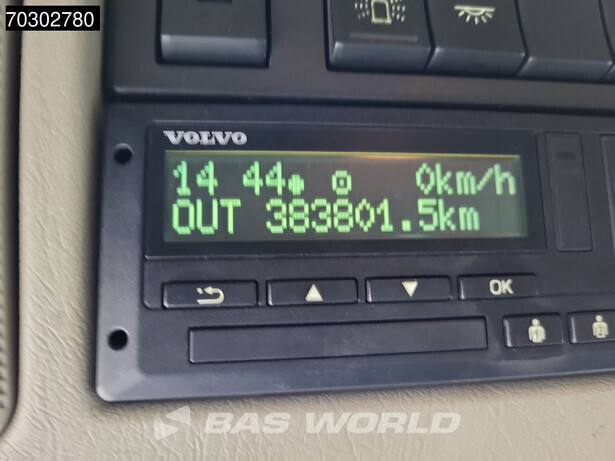 70302780
VOLVO
14 44 0km/h
OUT 383801.5km
OK
BAS WORLD